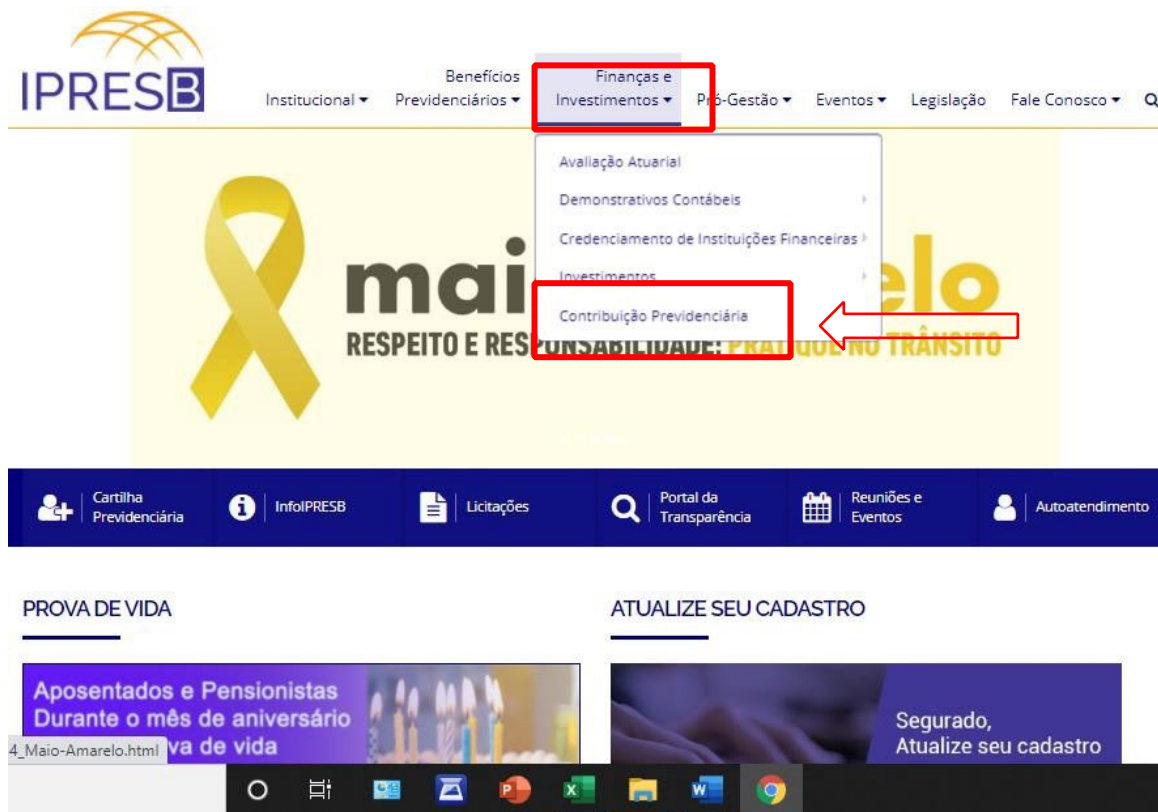 IPRESB
Institucional
Benefícios
Previdenciários
Finanças e
Investimentos
Pró-Gestão
Eventos
Legislação
Fale Conosco
Avaliação Atuarial
Demonstrativos Contábeis
Credenciamento de Instituições Financeiras
Investimentos
Contribuição Previdenciária
mai elo
RESPEITO E RESPONSABILIDADE: PRATIQUE NO TRÂNSITO
Cartilha
Previdenciária
InfoIPRESB
Licitações
Portal da
Transparência
Reuniões e
Eventos
Autoatendimento
PROVA DE VIDA
ATUALIZE SEU CADASTRO
Aposentados e Pensionistas
Durante o mês de aniversário
va de vida
4_Maio-Amarelo.html
Segurado,
Atualize seu cadastro